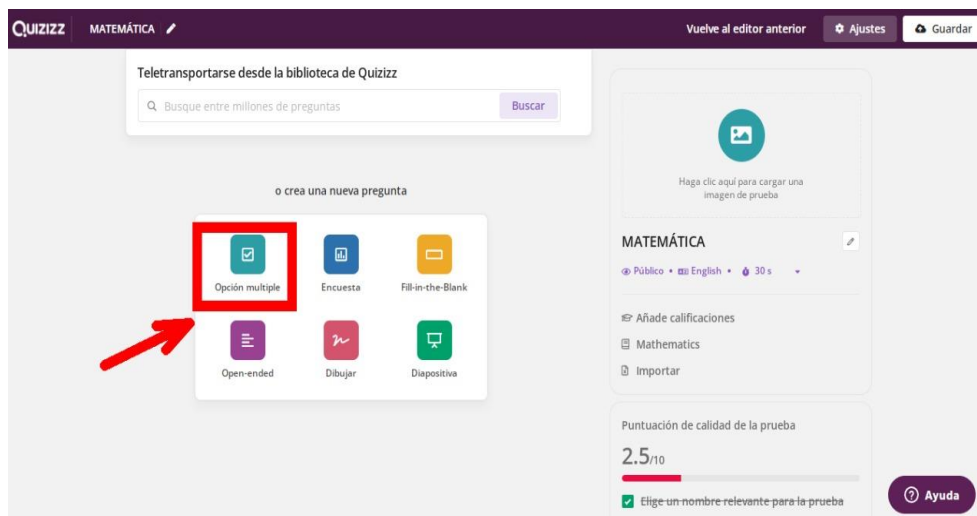 QUIZIZZ MATEMÁTICA Vuelve al editor anterior Ajustes Guardar
Teletransportarse desde la biblioteca de Quizizz
Busque entre millones de preguntas Buscar
o crea una nueva pregunta
Opción multiple Encuesta Fill-in-the-Blank
Open-ended Dibujar Diapositiva
Haga clic aquí para cargar una
imagen de prueba
MATEMÁTICA
Público • English • 30 s
Añade calificaciones
Mathematics
Importar
Puntuación de calidad de la prueba
2.5/10
Elige un nombre relevante para la prueba
Ayuda